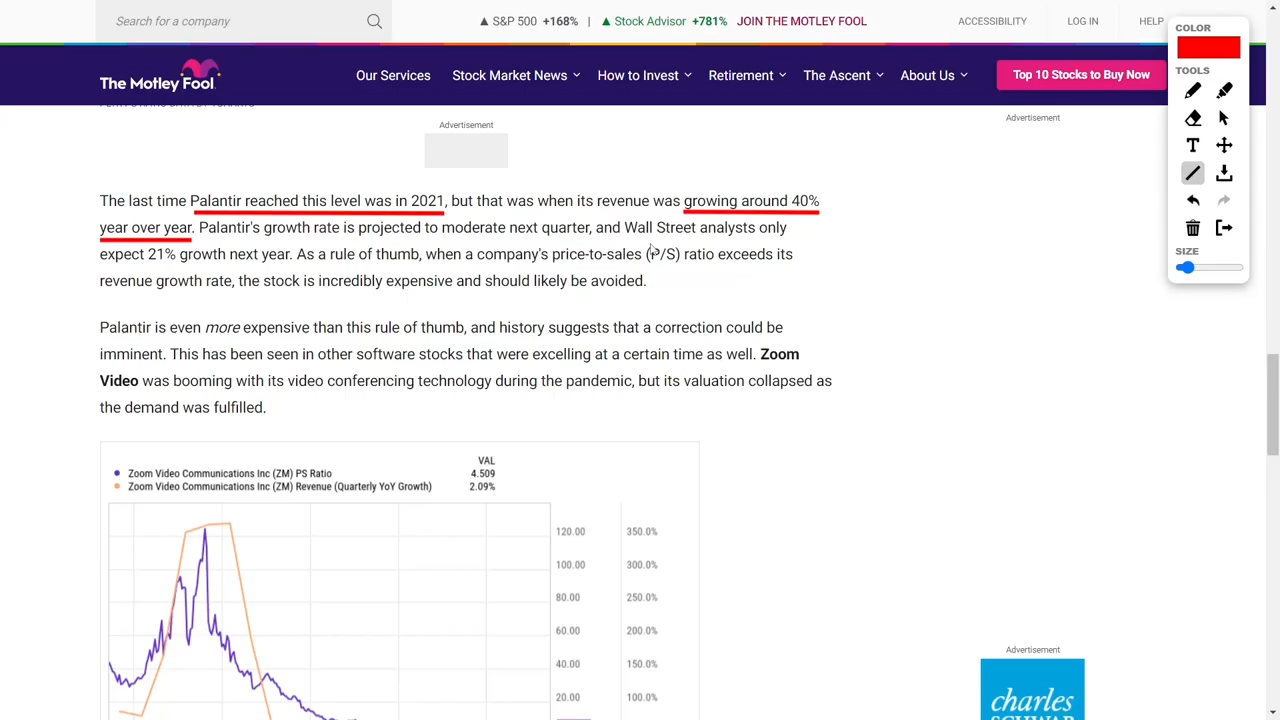 Search for a company
▲ S&P 500 +168% | ▲ Stock Advisor +781% JOIN THE MOTLEY FOOL
ACCESSIBILITY LOG IN HELP
The Motley Fool
Our Services Stock Market News How to Invest Retirement The Ascent About Us
Top 10 Stocks to Buy Now
COLOR
TOOLS
T
SIZE
Advertisement
Advertisement
The last time Palantir reached this level was in 2021, but that was when its revenue was growing around 40%
year over year. Palantir's growth rate is projected to moderate next quarter, and Wall Street analysts only
expect 21% growth next year. As a rule of thumb, when a company's price-to-sales (P/S) ratio exceeds its
revenue growth rate, the stock is incredibly expensive and should likely be avoided.
Palantir is even more expensive than this rule of thumb, and history suggests that a correction could be
imminent. This has been seen in other software stocks that were excelling at a certain time as well. Zoom
Video was booming with its video conferencing technology during the pandemic, but its valuation collapsed as
the demand was fulfilled.
VAL
Zoom Video Communications Inc (ZM) PS Ratio 4.509
Zoom Video Communications Inc (ZM) Revenue (Quarterly YoY Growth) 2.09%
120.00 350.0%
100.00 300.0%
80.00 250.0%
60.00 200.0%
40.00 150.0%
20.00 100.0%
Advertisement
charles
SCHWAB